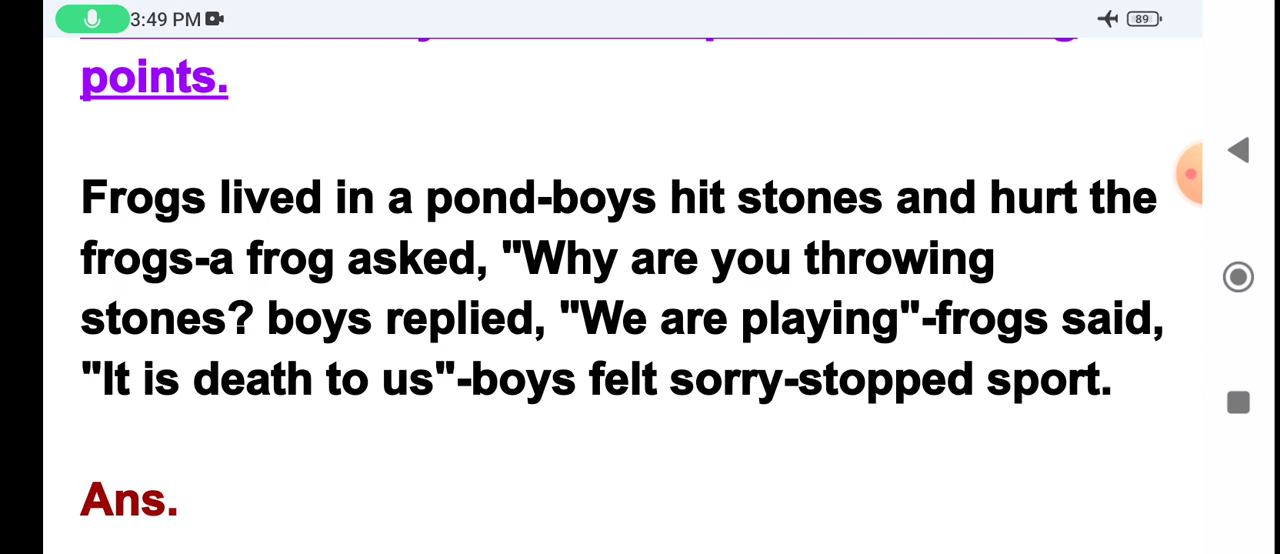 3:49 PM
89
points.
Frogs lived in a pond-boys hit stones and hurt the
frogs-a frog asked, "Why are you throwing
stones? boys replied, "We are playing"-frogs said,
"It is death to us"-boys felt sorry-stopped sport.
Ans.